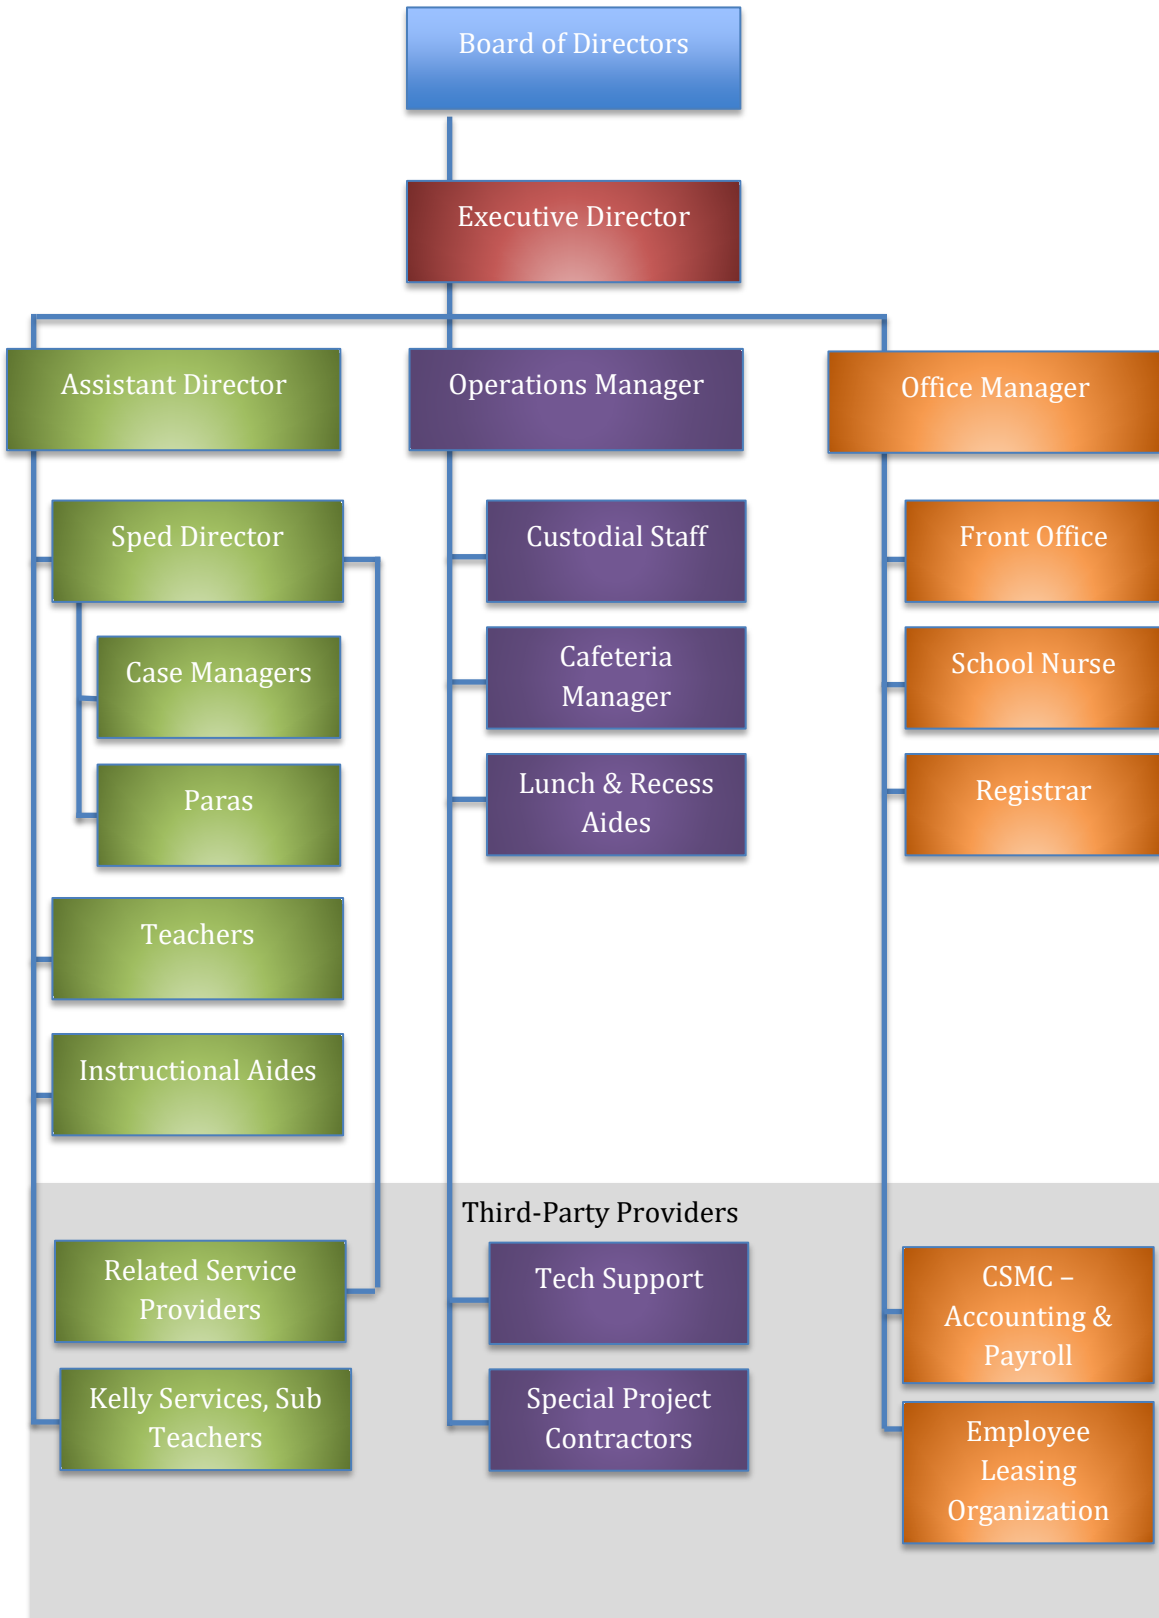 Board of Directors
Executive Director
Assistant Director
Operations Manager
Office Manager
Sped Director
Custodial Staff
Front Office
Case Managers
Cafeteria
Manager
School Nurse
Paras
Lunch & Recess
Aides
Registrar
Teachers
Instructional Aides
Third-Party Providers
Related Service
Providers
Tech Support
CSMC –
Accounting &
Payroll
Kelly Services, Sub
Teachers
Special Project
Contractors
Employee
Leasing
Organization